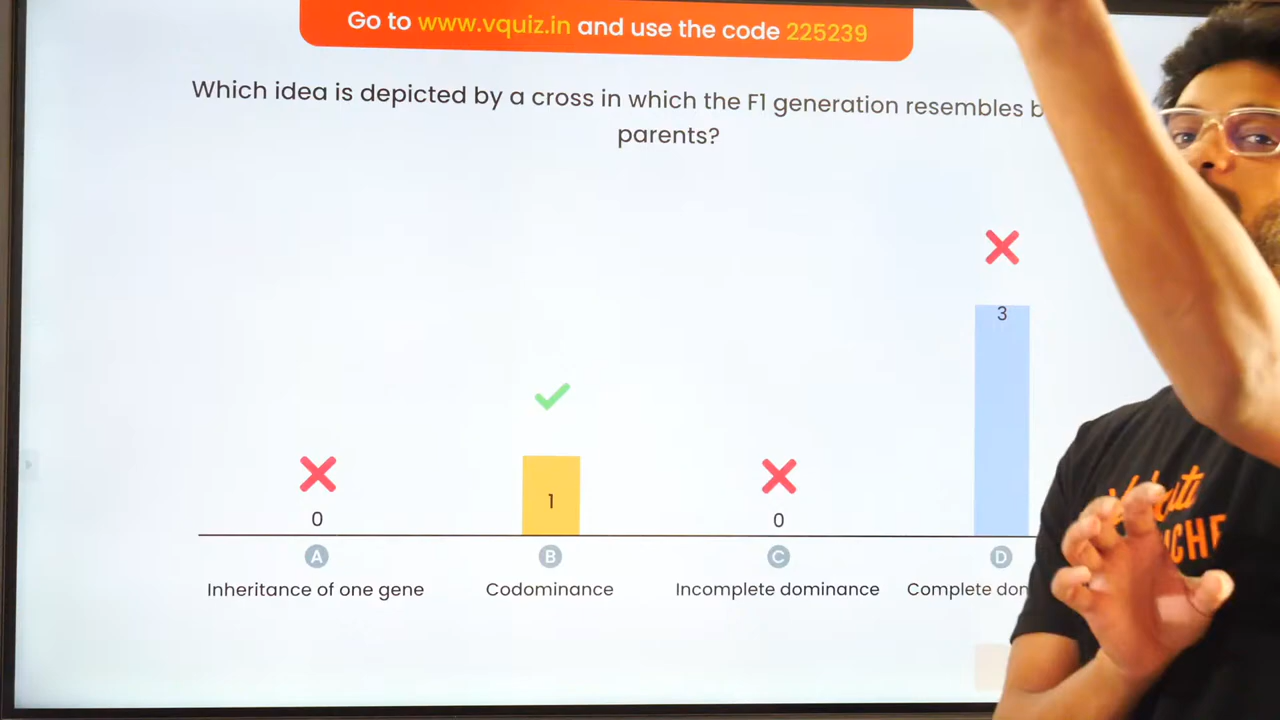 Go to www.vquiz.in and use the code 225239
Which idea is depicted by a cross in which the F1 generation resembles
parents?
3
1
0
0
A
B
C
D
Inheritance of one gene
Codominance
Incomplete dominance
Complete